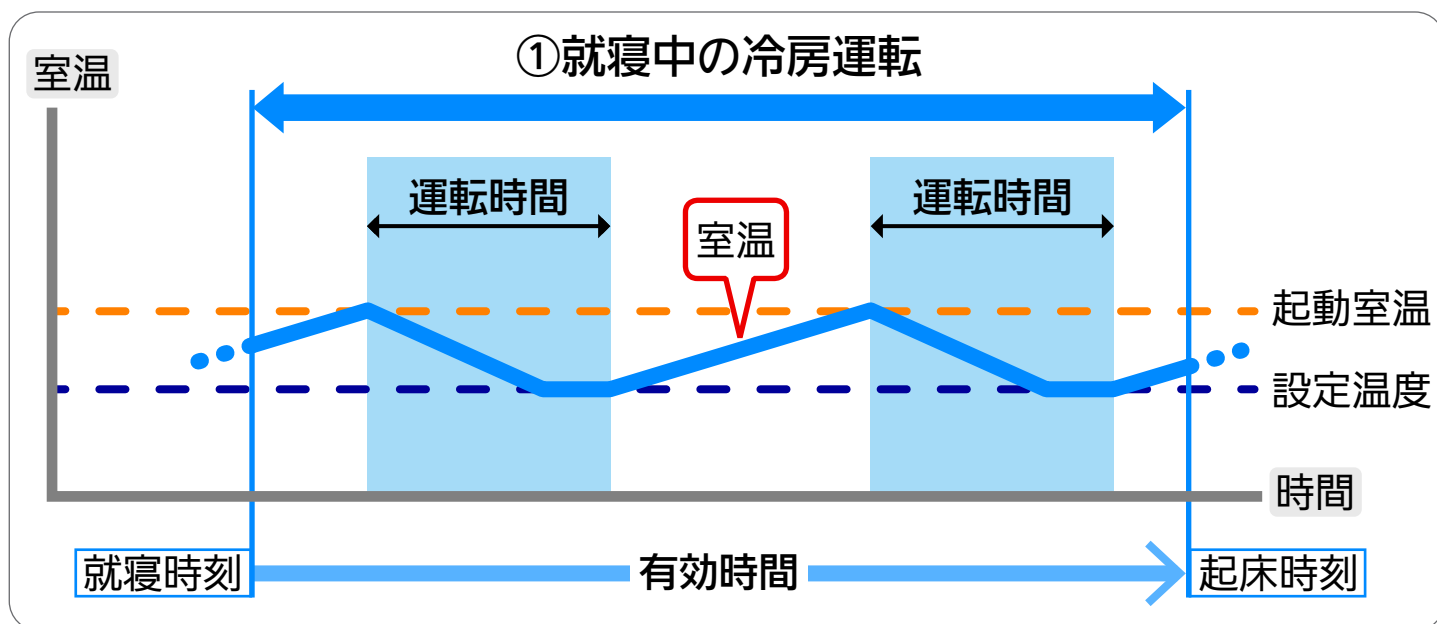 ①就寝中の冷房運転
室温
運転時間
運転時間
室温
起動室温
設定温度
時間
就寝時刻
有効時間
起床時刻